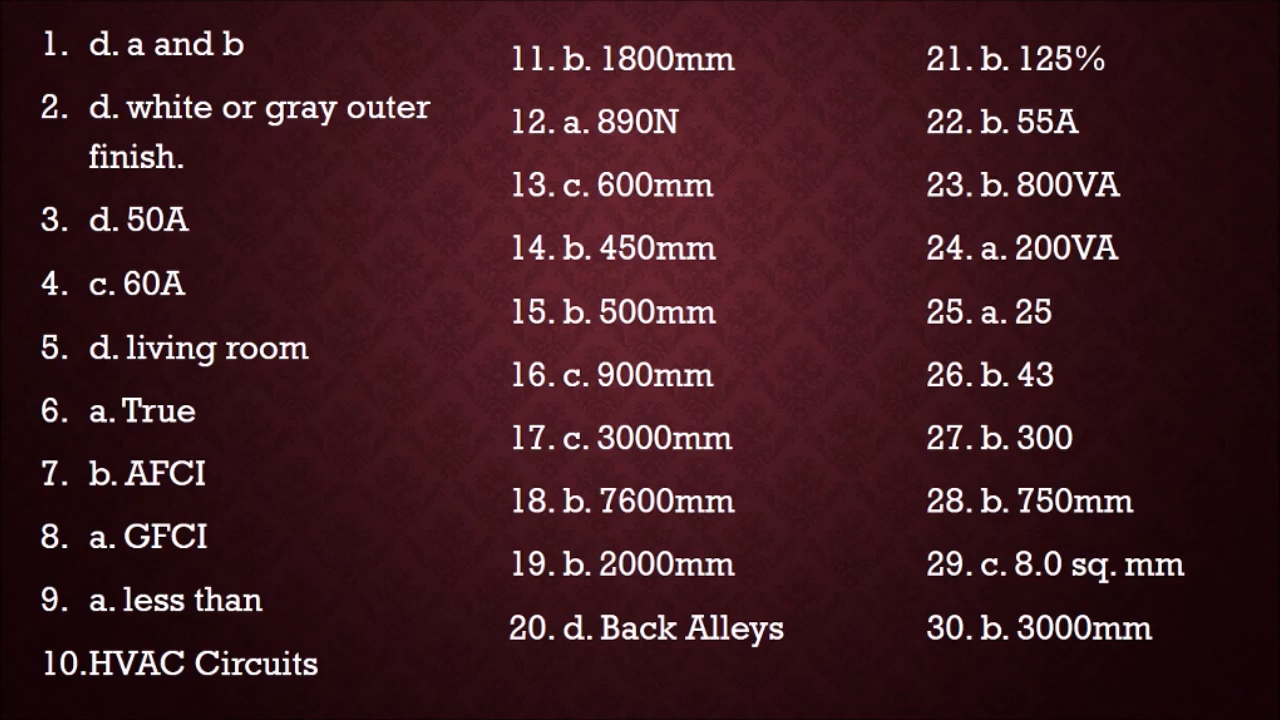 1. d. a and b
2. d. white or gray outer
finish.
3. d. 50A
4. c. 60A
5. d. living room
6. a. True
7. b. AFCI
8. a. GFCI
9. a. less than
10.HVAC Circuits
11. b. 1800mm
12. a. 890N
13. c. 600mm
14. b. 450mm
15. b. 500mm
16. c. 900mm
17. c. 3000mm
18. b. 7600mm
19. b. 2000mm
20. d. Back Alleys
21. b. 125%
22. b. 55A
23. b. 800VA
24. a. 200VA
25. a. 25
26. b. 43
27. b. 300
28. b. 750mm
29. c. 8.0 sq. mm
30. b. 3000mm